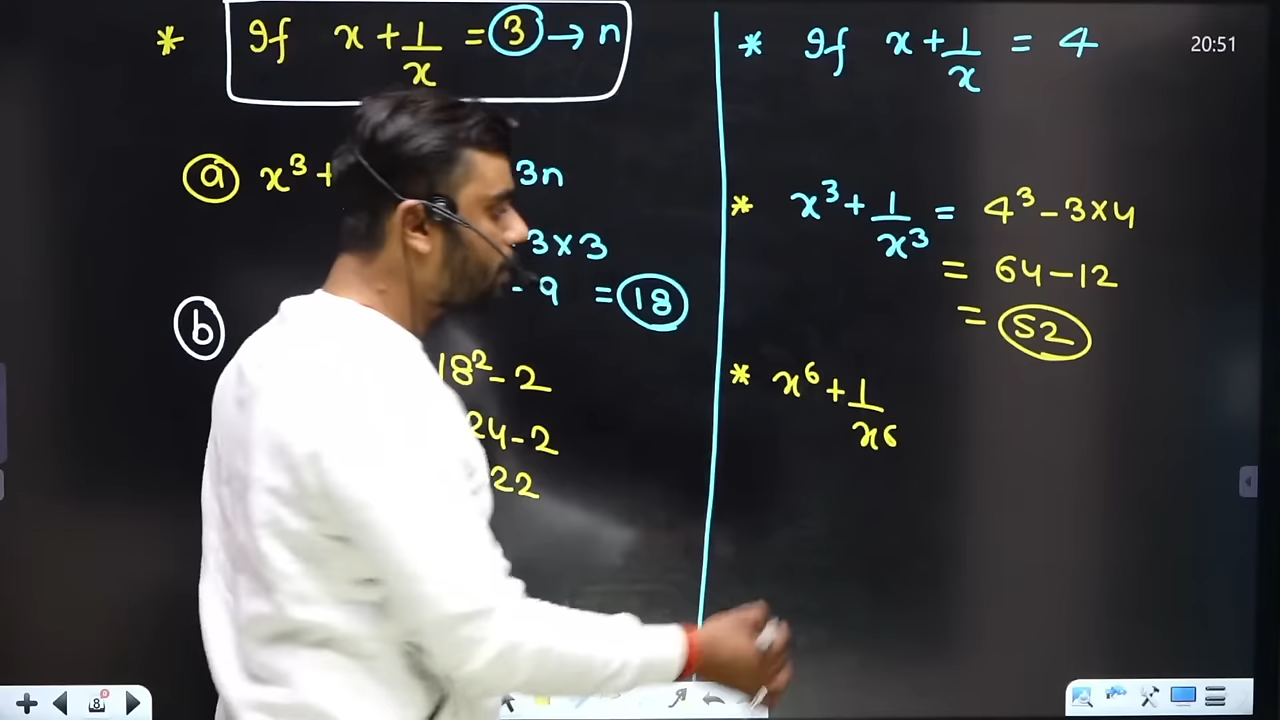 * If x + 1/x = 3 → n
a x³ + 3n
3×3
- 9 = 18
b
18² - 2
24 - 2
22
* If x + 1/x = 4
20:51
* x³ + 1/x³ = 4³ - 3×4
= 64 - 12
= 52
* x⁶ + 1/x⁶
8